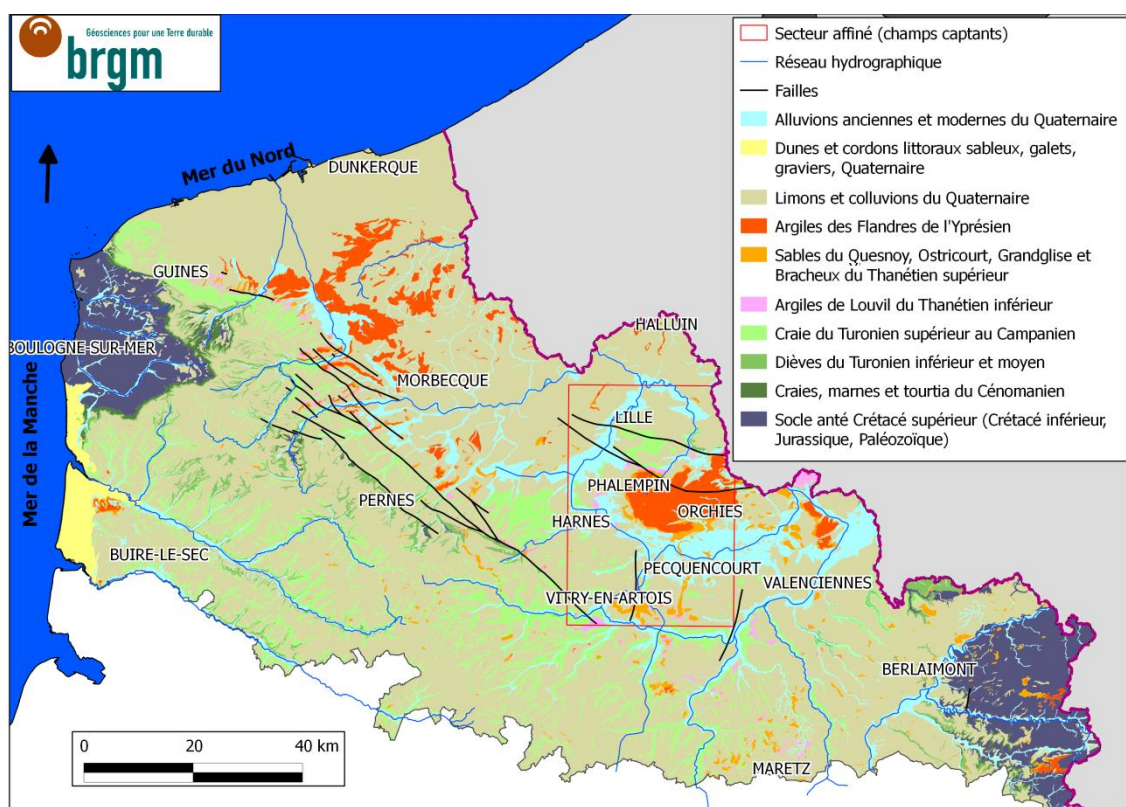 Géosciences pour une Terre durable
brgm
Secteur affiné (champs captants)
Réseau hydrographique
Failles
Alluvions anciennes et modernes du Quaternaire
Dunes et cordons littoraux sableux, galets,
graviers, Quaternaire
Limons et colluvions du Quaternaire
Argiles des Flandres de l'Yprésien
Sables du Quesnoy, Ostricourt, Grandglise et
Bracheux du Thanétien supérieur
Argiles de Louvil du Thanétien inférieur
Craie du Turonien supérieur au Campanien
Dièves du Turonien inférieur et moyen
Craies, marnes et tourtia du Cénomanien
Socle anté Crétacé supérieur (Crétacé inférieur,
Jurassique, Paléozoïque)
Mer du Nord
DUNKERQUE
GUINES
HALLUIN
BOULOGNE-SUR-MER
MORBECQUE
LILLE
Mer de la Manche
PHALEMPIN
PERNES
ORCHIES
HARNES
BUIRE-LE-SEC
PECQUENCOURT
VALENCIENNES
VITRY-EN-ARTOIS
BERLAIMONT
MARETZ
0 20 40 km